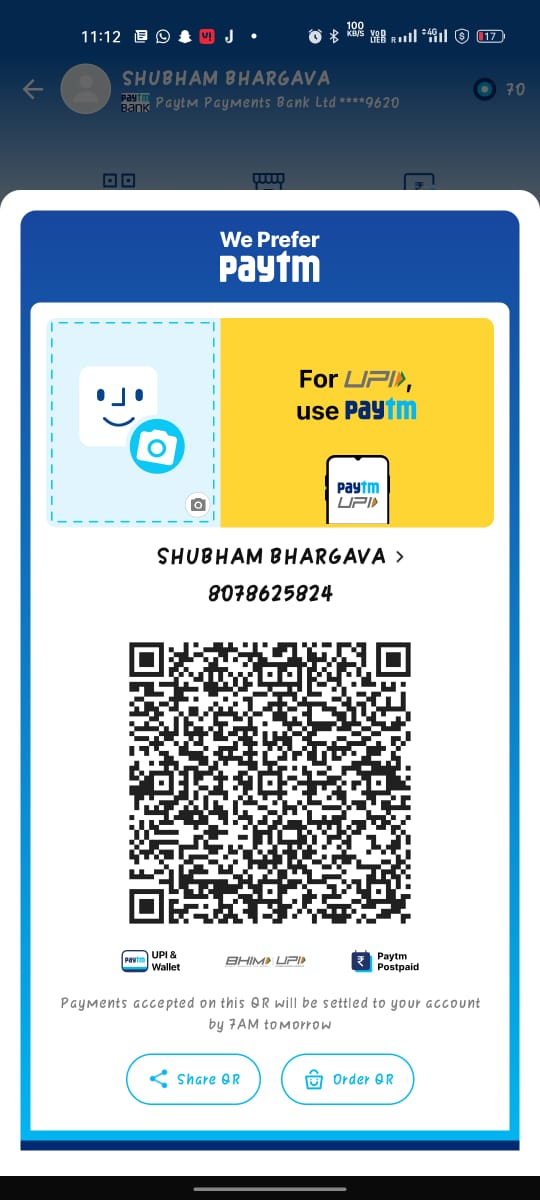 11:12
100
KB/S
VoD
LTE B
R
4G
17
SHUBHAM BHARGAVA
paytm
BANK
Paytm Payments Bank Ltd ****9620
70
We Prefer
paytm
For UPI,
use paytm
paytm
UPI
SHUBHAM BHARGAVA >
8078625824
paytm
UPI &
Wallet
BHIM UPI
Paytm
Postpaid
Payments accepted on this QR will be settled to your account
by 7AM tomorrow
Share QR
Order QR